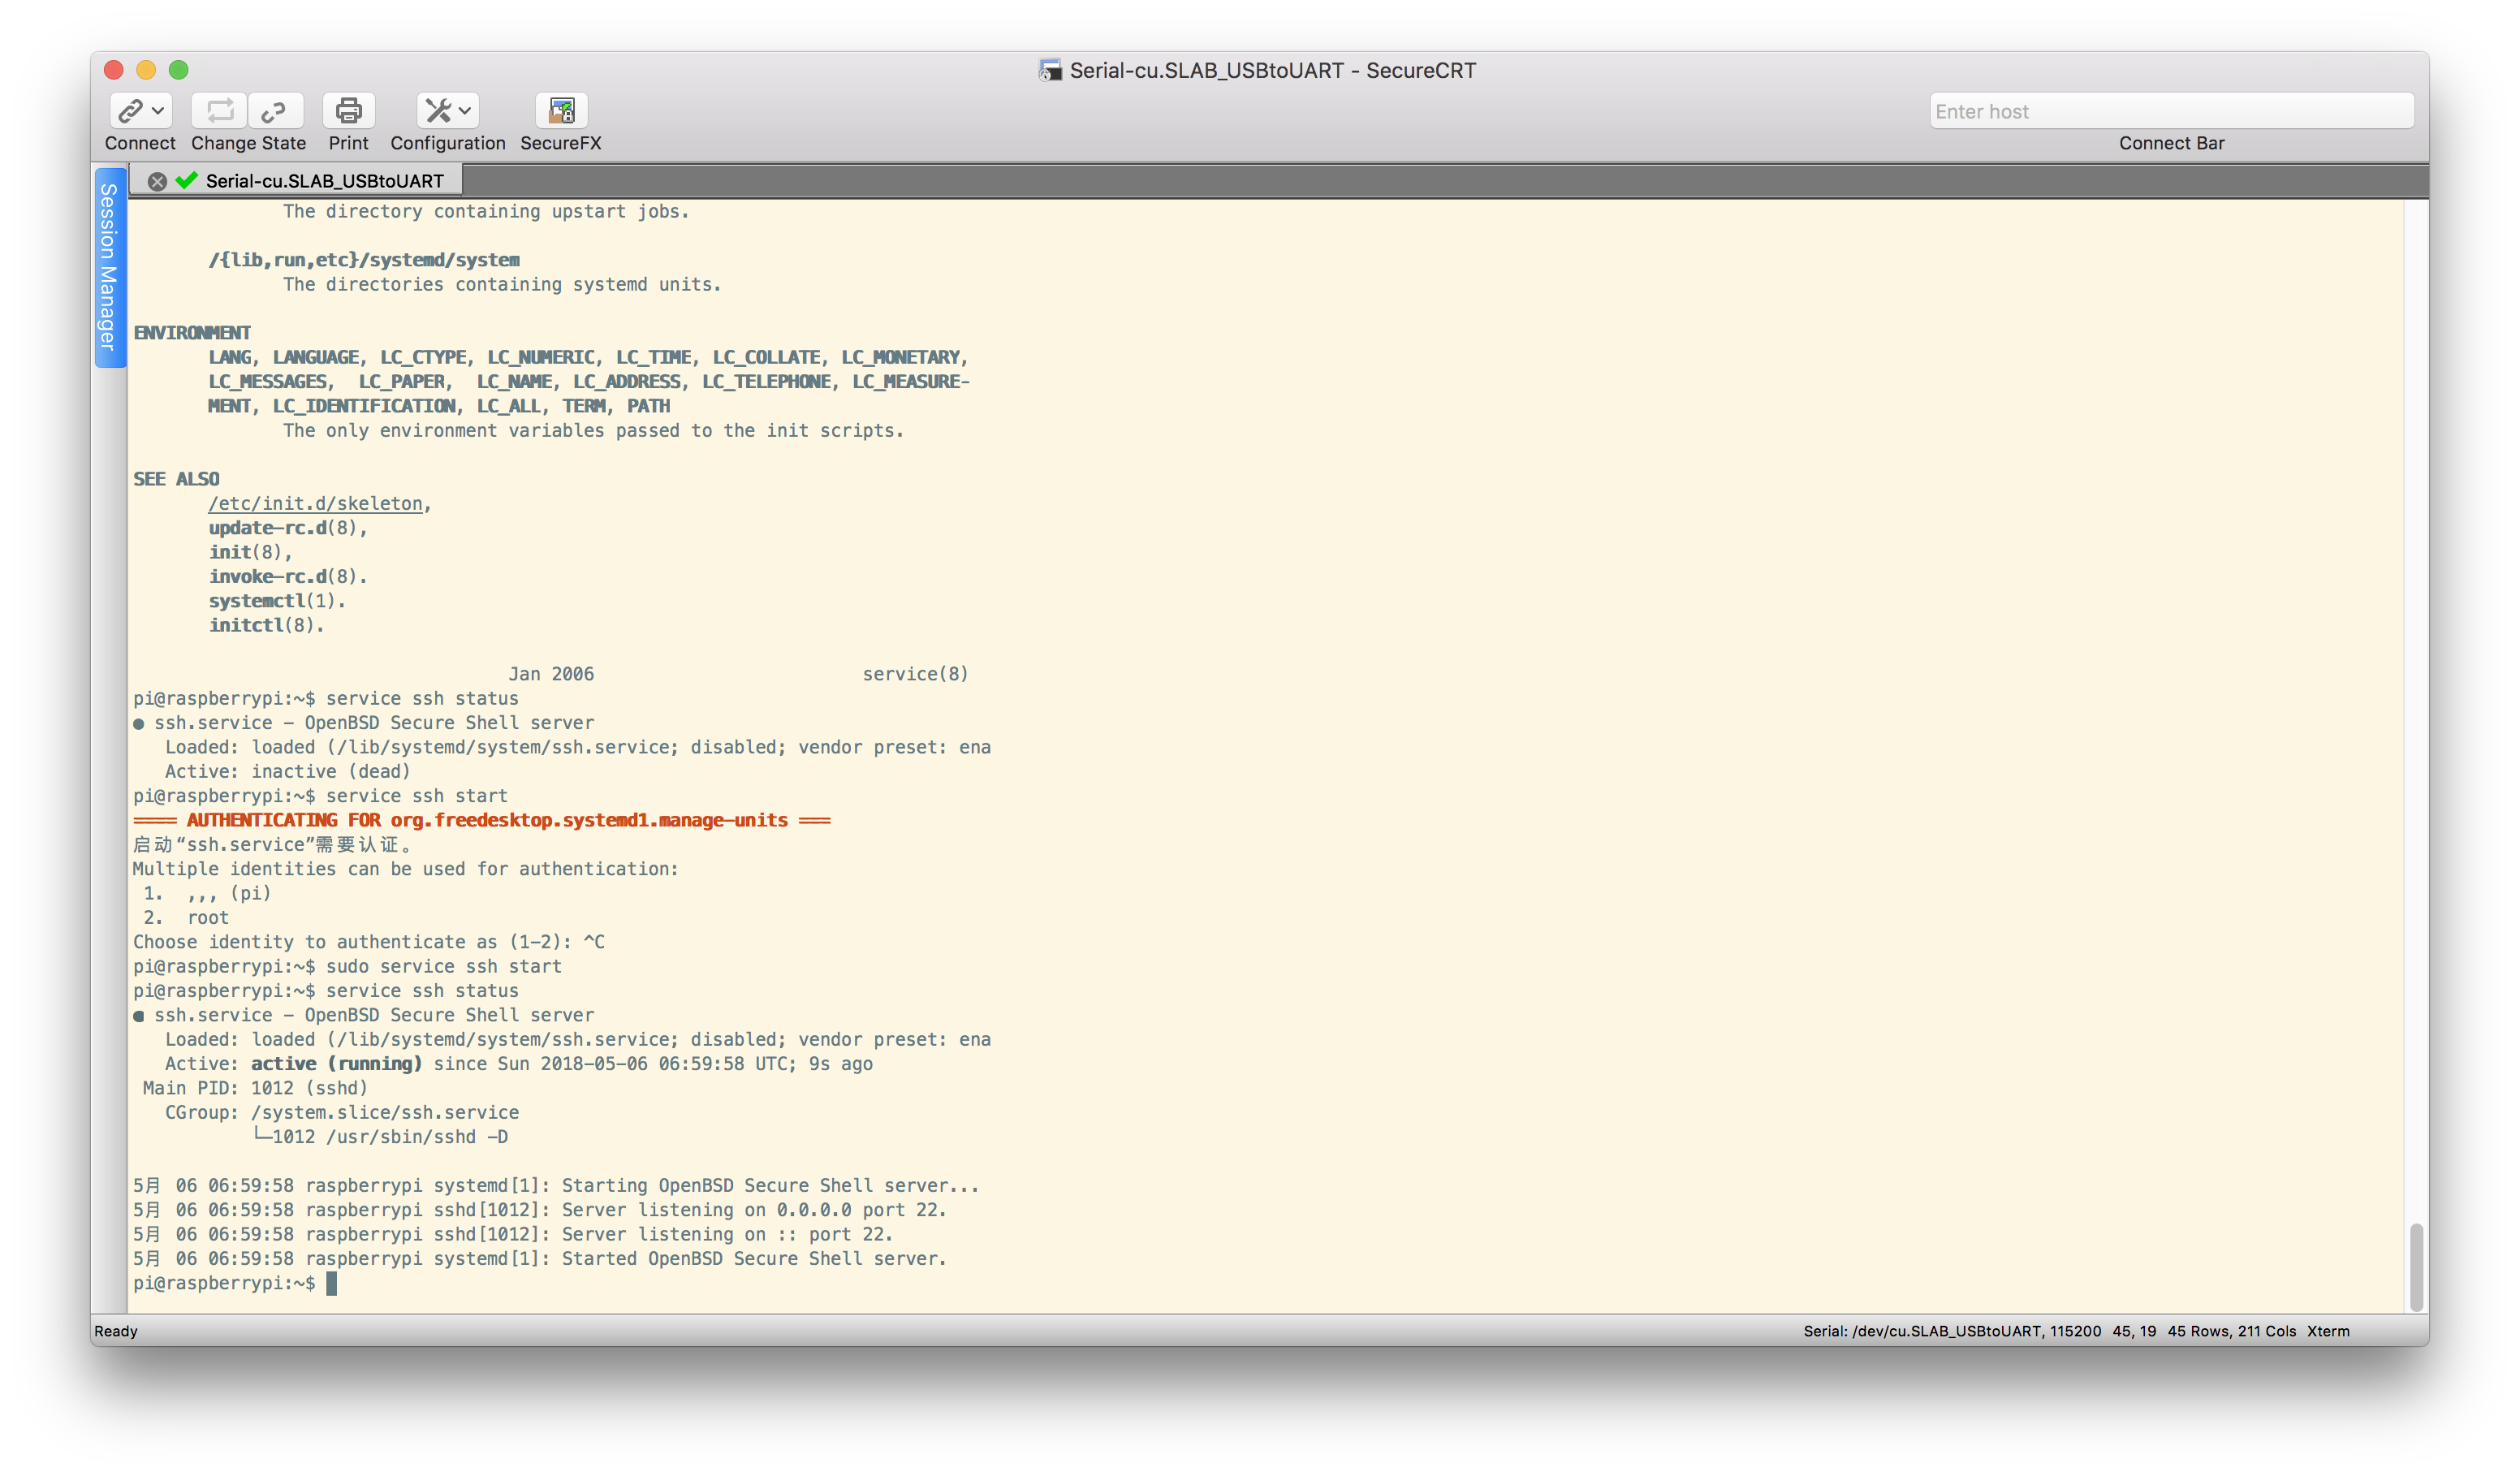 Serial-cu.SLAB_USBtoUART - SecureCRT
Enter host
Connect Change State Print Configuration SecureFX Connect Bar
Session Manager
Serial-cu.SLAB_USBtoUART
The directory containing upstart jobs.
/{lib,run,etc}/systemd/system
The directories containing systemd units.
ENVIRONMENT
LANG, LANGUAGE, LC_CTYPE, LC_NUMERIC, LC_TIME, LC_COLLATE, LC_MONETARY,
LC_MESSAGES, LC_PAPER, LC_NAME, LC_ADDRESS, LC_TELEPHONE, LC_MEASURE-
MENT, LC_IDENTIFICATION, LC_ALL, TERM, PATH
The only environment variables passed to the init scripts.
SEE ALSO
/etc/init.d/skeleton,
update-rc.d(8),
init(8),
invoke-rc.d(8).
systemctl(1).
initctl(8).
Jan 2006 service(8)
pi@raspberrypi:~$ service ssh status
● ssh.service - OpenBSD Secure Shell server
Loaded: loaded (/lib/systemd/system/ssh.service; disabled; vendor preset: ena
Active: inactive (dead)
pi@raspberrypi:~$ service ssh start
==== AUTHENTICATING FOR org.freedesktop.systemd1.manage-units ===
启动“ssh.service”需要认证。
Multiple identities can be used for authentication:
1. ,,, (pi)
2. root
Choose identity to authenticate as (1-2): ^C
pi@raspberrypi:~$ sudo service ssh start
pi@raspberrypi:~$ service ssh status
● ssh.service - OpenBSD Secure Shell server
Loaded: loaded (/lib/systemd/system/ssh.service; disabled; vendor preset: ena
Active: active (running) since Sun 2018-05-06 06:59:58 UTC; 9s ago
Main PID: 1012 (sshd)
CGroup: /system.slice/ssh.service
└─1012 /usr/sbin/sshd -D
5月 06 06:59:58 raspberrypi systemd[1]: Starting OpenBSD Secure Shell server...
5月 06 06:59:58 raspberrypi sshd[1012]: Server listening on 0.0.0.0 port 22.
5月 06 06:59:58 raspberrypi sshd[1012]: Server listening on :: port 22.
5月 06 06:59:58 raspberrypi systemd[1]: Started OpenBSD Secure Shell server.
pi@raspberrypi:~$
Ready Serial: /dev/cu.SLAB_USBtoUART, 115200 45, 19 45 Rows, 211 Cols Xterm